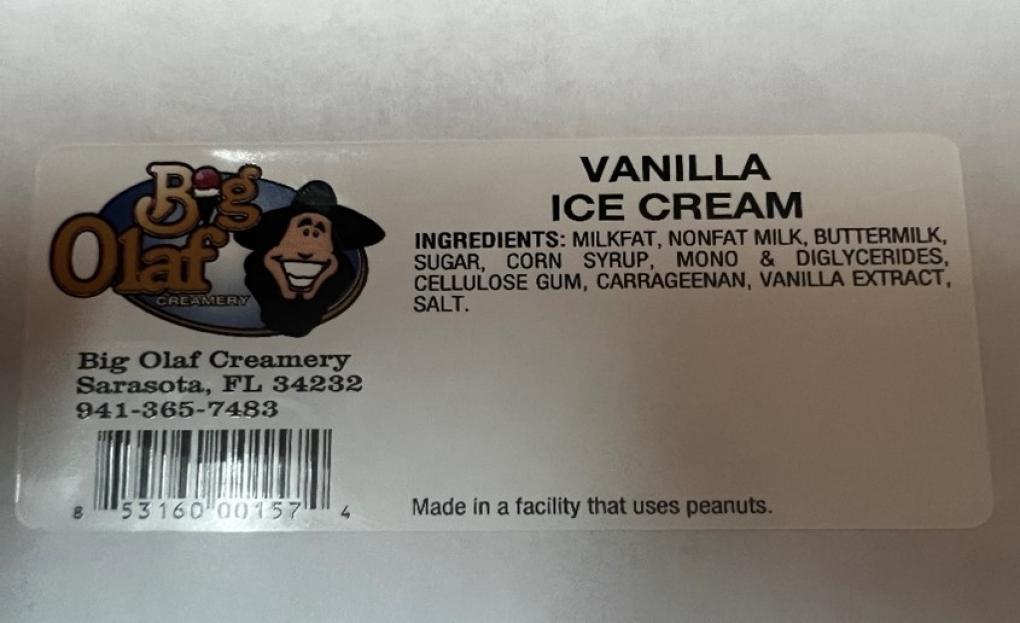 Big
Olaf
CREAMERY
Big Olaf Creamery
Sarasota, FL 34232
941-365-7483
8 53160 00157 4
VANILLA
ICE CREAM
INGREDIENTS: MILKFAT, NONFAT MILK, BUTTERMILK,
SUGAR, CORN SYRUP, MONO & DIGLYCERIDES,
CELLULOSE GUM, CARRAGEENAN, VANILLA EXTRACT,
SALT.
Made in a facility that uses peanuts.